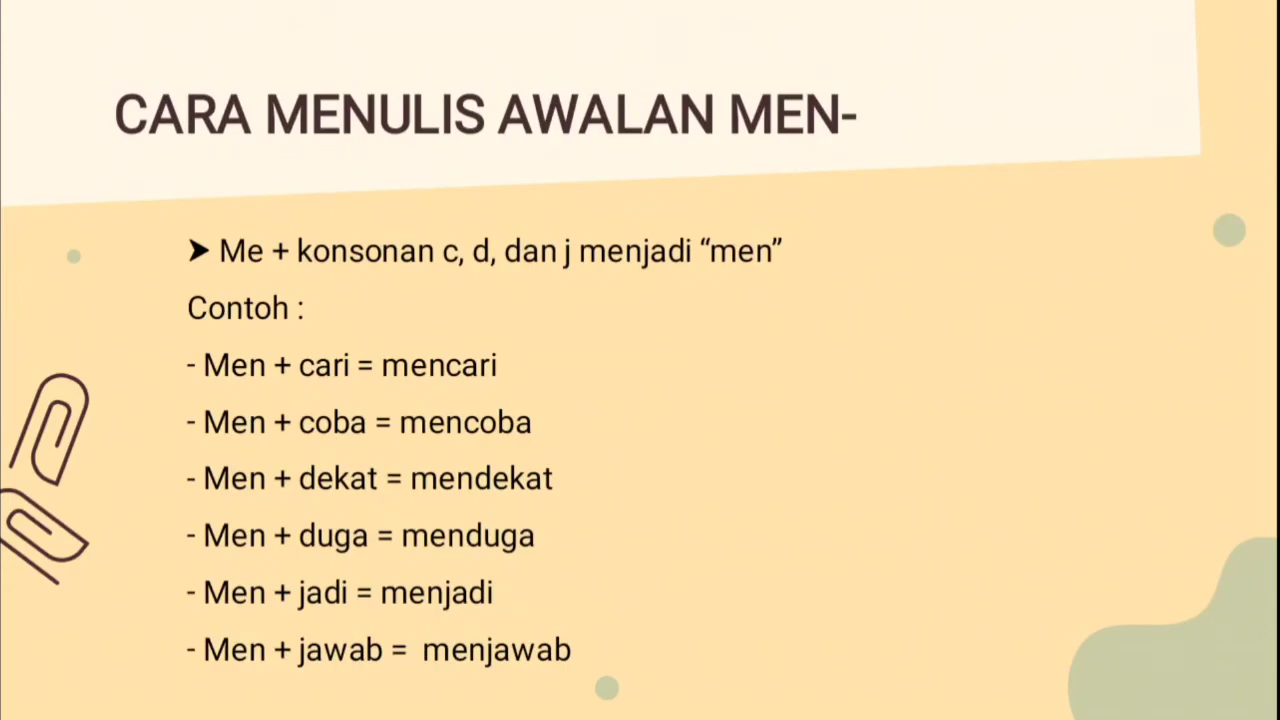 CARA MENULIS AWALAN MEN-
➤ Me + konsonan c, d, dan j menjadi “men”
Contoh :
- Men + cari = mencari
- Men + coba = mencoba
- Men + dekat = mendekat
- Men + duga = menduga
- Men + jadi = menjadi
- Men + jawab = menjawab